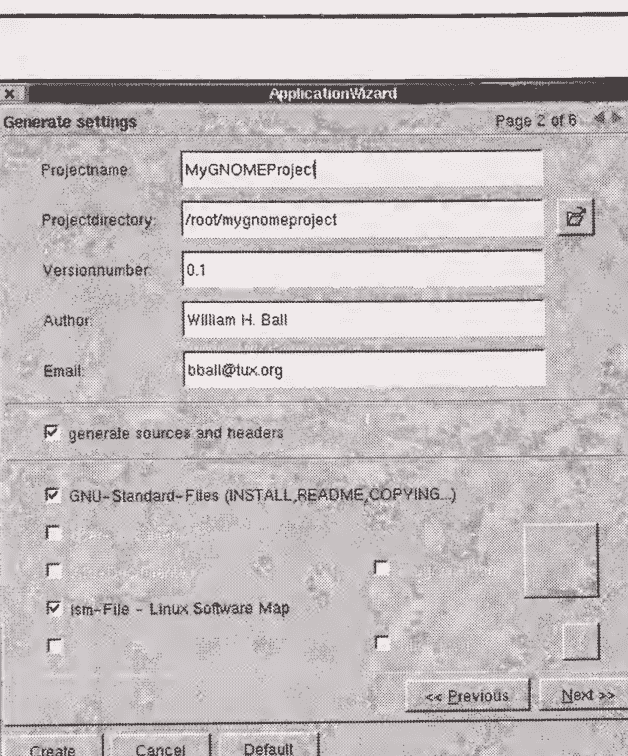 ApplicationWizard
Generate settings Page 2 of 6
Projectname: MyGNOMEProject
Projectdirectory: /root/mygnomeproject
Versionnumber: 0.1
Author: William H. Ball
Email: bball@tux.org
generate sources and headers
GNU-Standard-Files (INSTALL,README,COPYING...)
lsm-File - Linux Software Map
<< Previous Next >>
Create Cancel Default